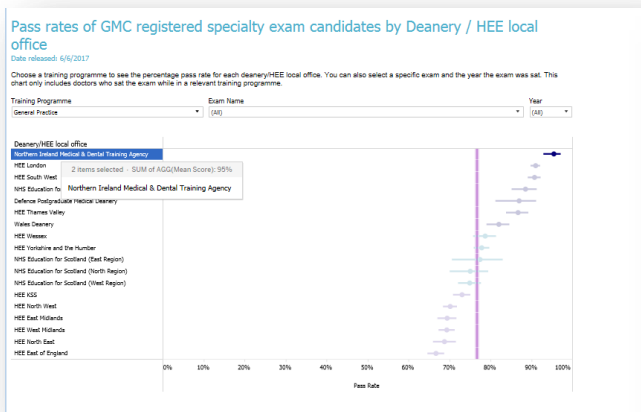 Pass rates of GMC registered specialty exam candidates by Deanery / HEE local
office
Date released: 6/6/2017
Choose a training programme to see the percentage pass rate for each deanery/HEE local office. You can also select a specific exam and the year the exam was sat. This
chart only includes doctors who sat the exam while in a relevant training programme.
Training Programme Exam Name Year
General Practice (All) (All)
Deanery/HEE local office
Northern Ireland Medical & Dental Training Agency
HEE London
HEE South West
2 items selected · SUM of AGG(Mean Score): 95%
NHS Education fo
Northern Ireland Medical & Dental Training Agency
Defence Postgraduate Medical Deanery
HEE Thames Valley
Wales Deanery
HEE Wessex
HEE Yorkshire and the Humber
NHS Education for Scotland (East Region)
NHS Education for Scotland (North Region)
NHS Education for Scotland (West Region)
HEE KSS
HEE North West
HEE East Midlands
HEE West Midlands
HEE North East
HEE East of England
0% 10% 20% 30% 40% 50% 60% 70% 80% 90% 100%
Pass Rate